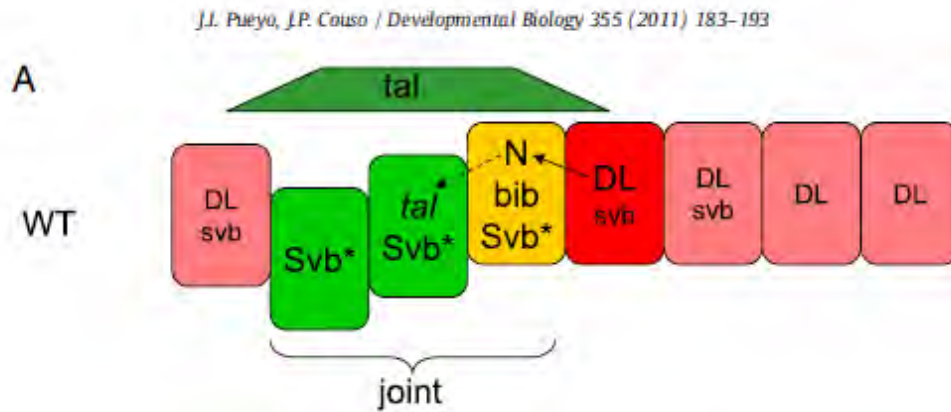 J.I. Pueyo, J.P. Couso / Developmental Biology 355 (2011) 183–193
A
tal
WT
DL
svb
Svb*
tal
Svb*
N
bib
Svb*
DL
svb
DL
svb
DL
DL
joint